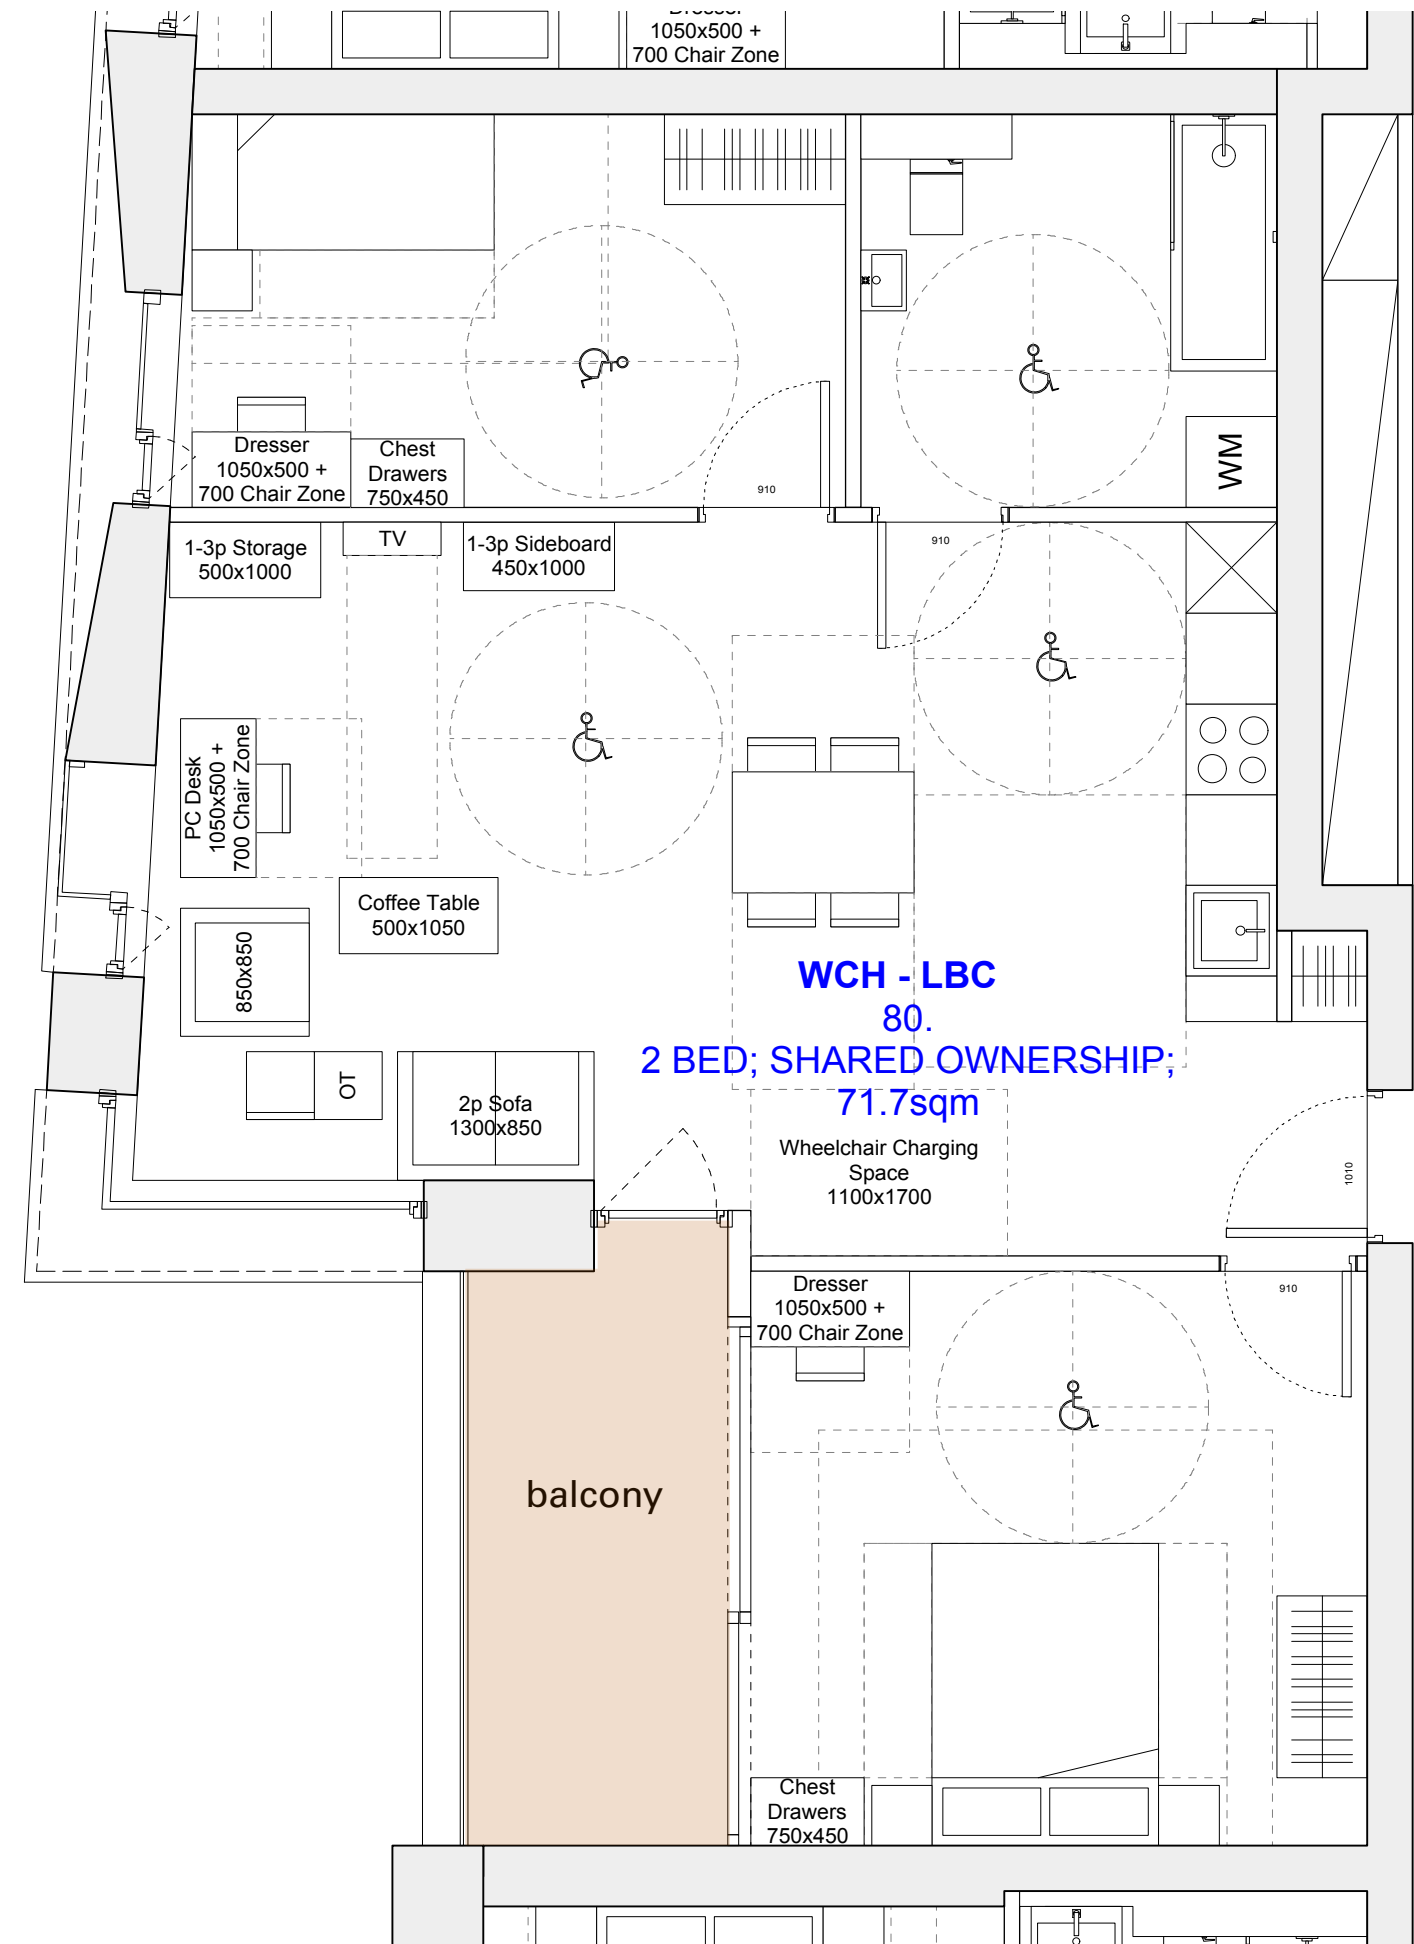 Dresser
1050x500 +
700 Chair Zone
Dresser
1050x500 +
700 Chair Zone
Chest
Drawers
750x450
910
WM
1-3p Storage
500x1000
TV
1-3p Sideboard
450x1000
910
PC Desk
1050x500 +
700 Chair Zone
Coffee Table
500x1050
850x850
WCH - LBC
80.
2 BED; SHARED OWNERSHIP;
71.7sqm
OT
2p Sofa
1300x850
Wheelchair Charging
Space
1100x1700
1010
Dresser
1050x500 +
700 Chair Zone
910
balcony
Chest
Drawers
750x450